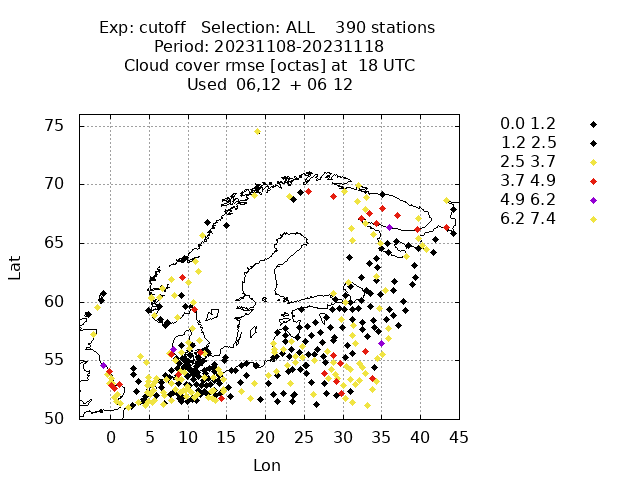 Exp: cutoff   Selection: ALL    390 stations
Period: 20231108-20231118
Cloud cover rmse [octas] at  18 UTC
Used  06,12  + 06 12
75
70
65
60
55
50
Lat
0 5 10 15 20 25 30 35 40 45
Lon
0.0 1.2
1.2 2.5
2.5 3.7
3.7 4.9
4.9 6.2
6.2 7.4